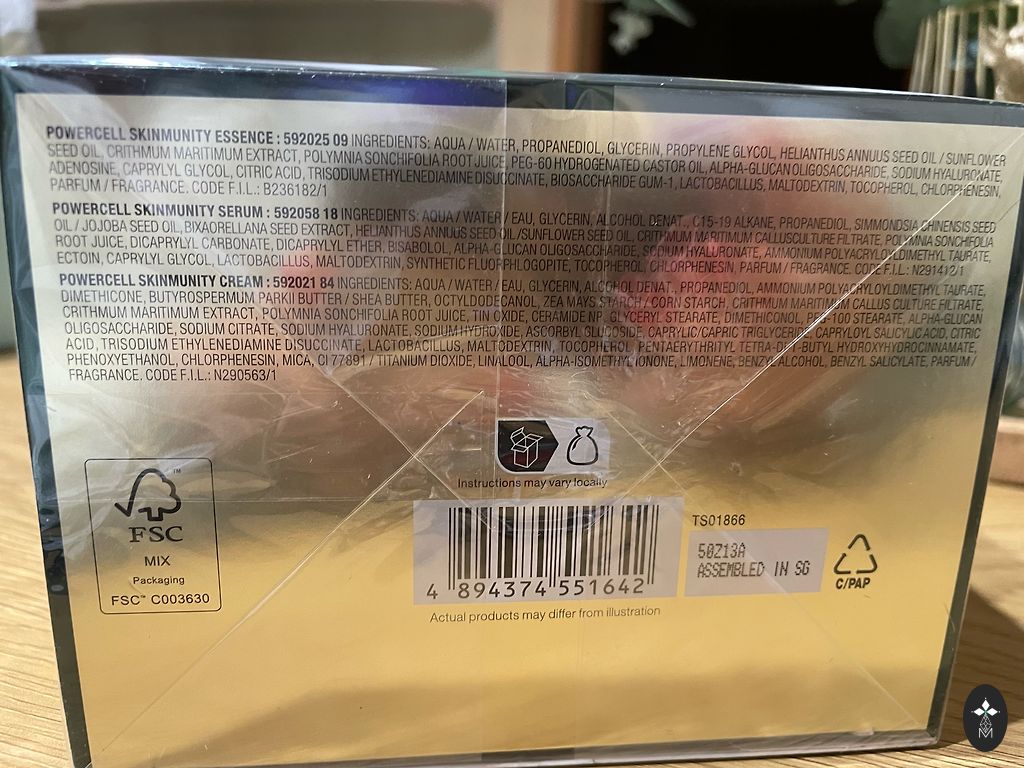 POWERCELL SKINMUNITY ESSENCE : 592025 09 INGREDIENTS: AQUA / WATER, PROPANEDIOL, GLYCERIN, PROPYLENE GLYCOL, HELIANTHUS ANNUUS SEED OIL / SUNFLOWER
SEED OIL, CRITHMUM MARITIMUM EXTRACT, POLYMNIA SONCHIFOLIA ROOT JUICE, PEG-60 HYDROGENATED CASTOR OIL, ALPHA-GLUCAN OLIGOSACCHARIDE, SODIUM HYALURONATE,
ADENOSINE, CAPRYLYL GLYCOL, CITRIC ACID, TRISODIUM ETHYLENEDIAMINE DISUCCINATE, BIOSACCHARIDE GUM-1, LACTOBACILLUS, MALTODEXTRIN, TOCOPHEROL, CHLORPHENESIN,
PARFUM / FRAGRANCE. CODE F.I.L.: B236182/1
POWERCELL SKINMUNITY SERUM : 592058 18 INGREDIENTS: AQUA / WATER / EAU, GLYCERIN, ALCOHOL DENAT., C15-19 ALKANE, PROPANEDIOL, SIMMONDSIA CHINENSIS SEED
OIL / JOJOBA SEED OIL, BIXAORELLANA SEED EXTRACT, HELIANTHUS ANNUUS SEED OIL /SUNFLOWER SEED OIL, CRITHMUM MARITIMUM CALLUSCULTURE FILTRATE, POLYMNIA SONCHIFOLIA
ROOT JUICE, DICAPRYLYL CARBONATE, DICAPRYLYL ETHER, BISABOLOL, ALPHA-GLUCAN OLIGOSACCHARIDE, SODIUM HYALURONATE, AMMONIUM POLYACRYLOYLDIMETHYL TAURATE,
ECTOIN, CAPRYLYL GLYCOL, LACTOBACILLUS, MALTODEXTRIN, SYNTHETIC FLUORPHLOGOPITE, TOCOPHEROL, CHLORPHENESIN, PARFUM / FRAGRANCE. CODE F.I.L.: N291412/1
POWERCELL SKINMUNITY CREAM : 592021 84 INGREDIENTS: AQUA / WATER / EAU, GLYCERIN, ALCOHOL DENAT., PROPANEDIOL, AMMONIUM POLYACRYLOYLDIMETHYL TAURATE,
DIMETHICONE, BUTYROSPERMUM PARKII BUTTER / SHEA BUTTER, OCTYLDODECANOL, ZEA MAYS STARCH / CORN STARCH, CRITHMUM MARITIMUM CALLUS CULTURE FILTRATE,
CRITHMUM MARITIMUM EXTRACT, POLYMNIA SONCHIFOLIA ROOT JUICE, TIN OXIDE, CERAMIDE NP, GLYCERYL STEARATE, DIMETHICONOL, PEG-100 STEARATE, ALPHA-GLUCAN
OLIGOSACCHARIDE, SODIUM CITRATE, SODIUM HYALURONATE, SODIUM HYDROXIDE, ASCORBYL GLUCOSIDE, CAPRYLIC/CAPRIC TRIGLYCERIDE, CAPRYLOYL SALICYLIC ACID, CITRIC
ACID, TRISODIUM ETHYLENEDIAMINE DISUCCINATE, LACTOBACILLUS, MALTODEXTRIN, TOCOPHEROL, PENTAERYTHRITYL TETRA-DI-T-BUTYL HYDROXYHYDROCINNAMATE,
PHENOXYETHANOL, CHLORPHENESIN, MICA, CI 77891 / TITANIUM DIOXIDE, LINALOOL, ALPHA-ISOMETHYL IONONE, LIMONENE, BENZYL ALCOHOL, BENZYL SALICYLATE, PARFUM /
FRAGRANCE. CODE F.I.L.: N290563/1
Instructions may vary locally
FSC
MIX
Packaging
FSC™ C003630
4 894374 551642
Actual products may differ from illustration
TS01866
50Z13A
ASSEMBLED IN SG
C/PAP
M